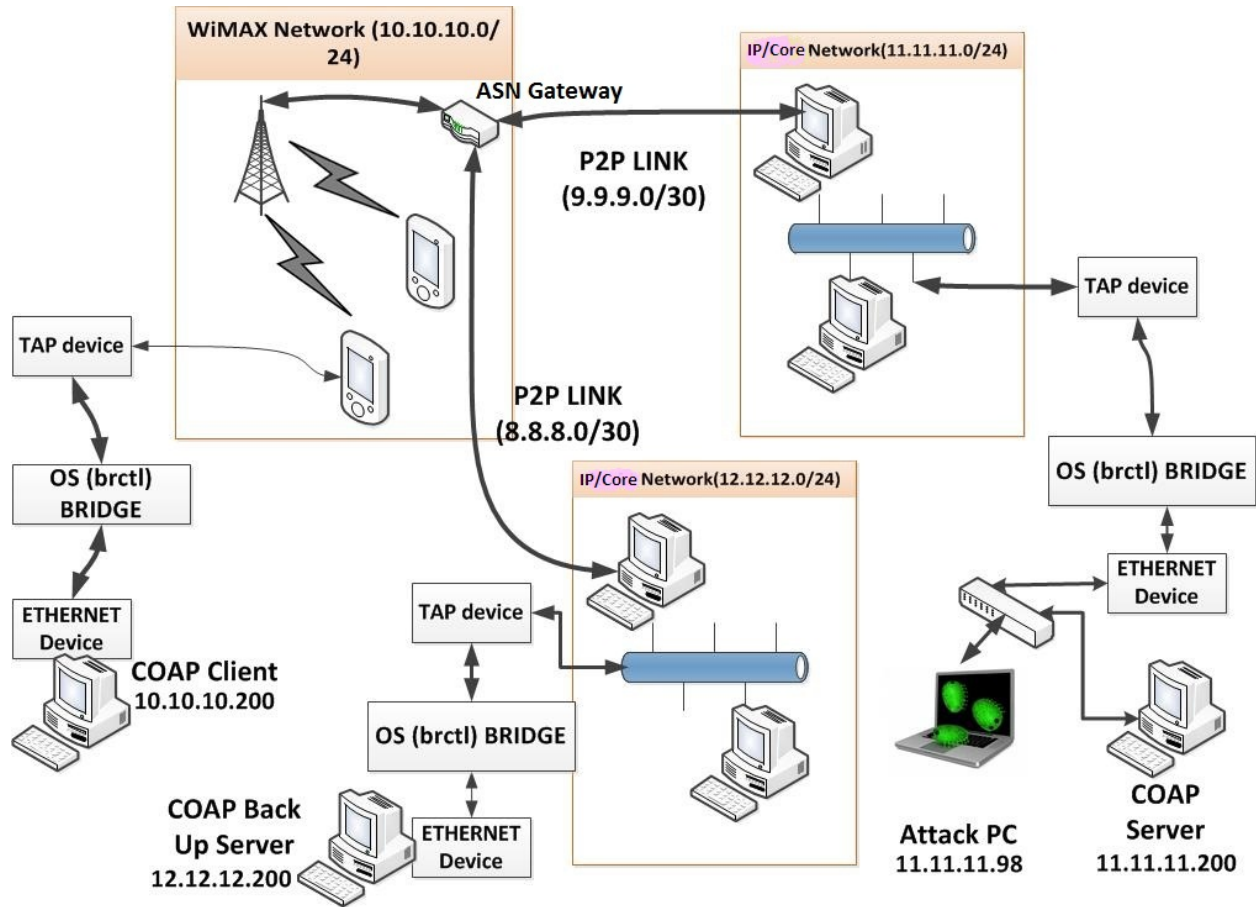 WiMAX Network (10.10.10.0/
24)
IP/Core Network(11.11.11.0/24)
ASN Gateway
P2P LINK
(9.9.9.0/30)
TAP device
TAP device
P2P LINK
(8.8.8.0/30)
OS (brctl)
BRIDGE
OS (brctl) BRIDGE
IP/Core Network(12.12.12.0/24)
ETHERNET
Device
ETHERNET
Device
TAP device
COAP Client
10.10.10.200
OS (brctl) BRIDGE
COAP Back
Up Server
12.12.12.200
ETHERNET
Device
Attack PC
11.11.11.98
COAP
Server
11.11.11.200